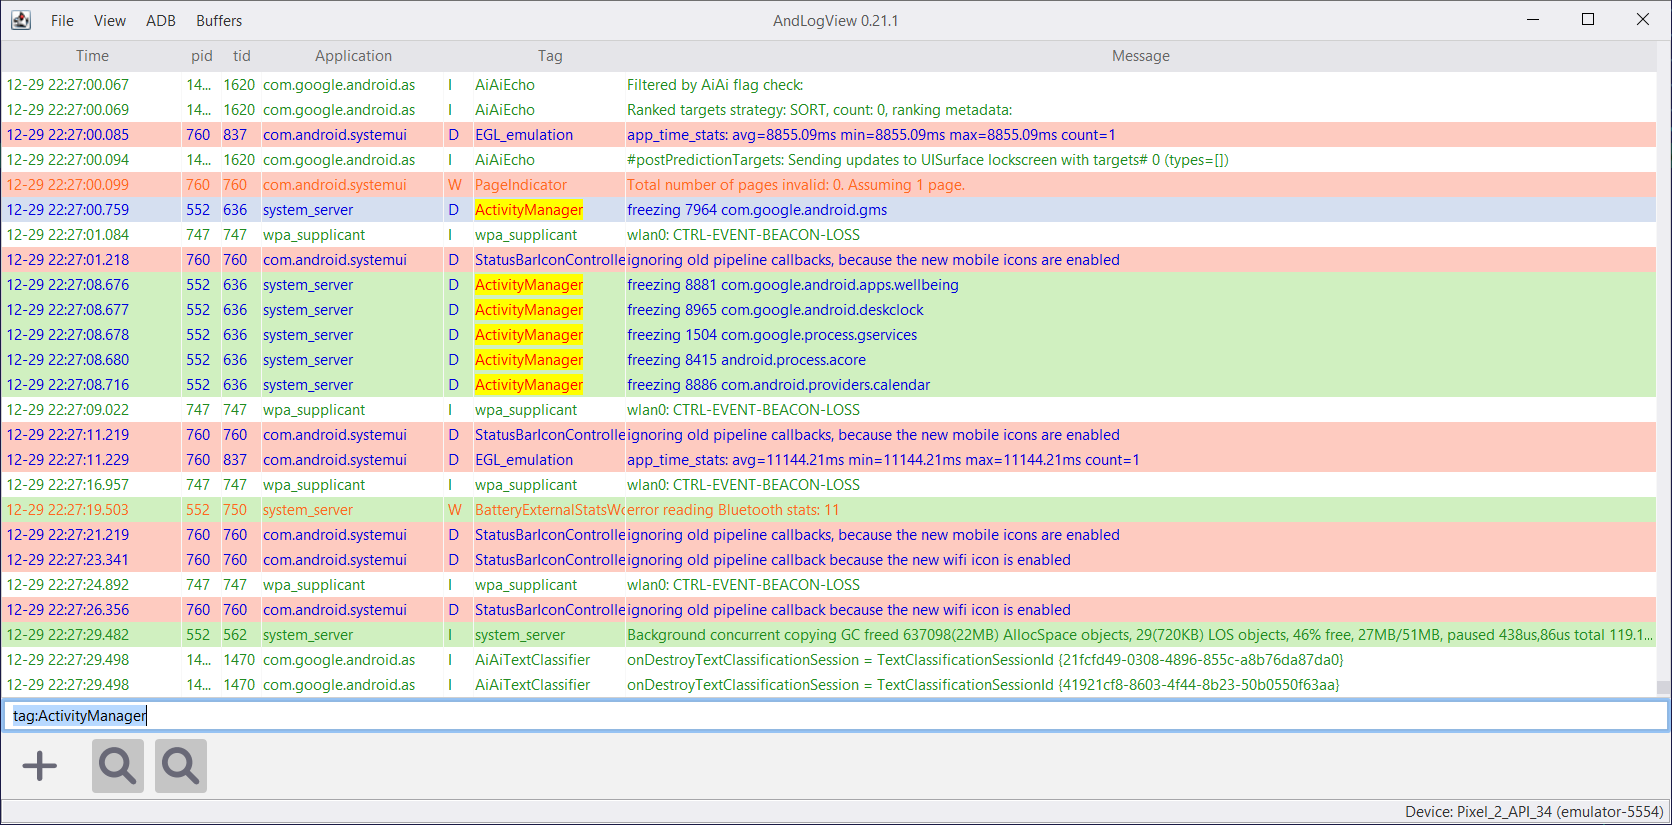 File View ADB Buffers AndLogView 0.21.1
Time pid tid Application Tag Message
12-29 22:27:00.067 14... 1620 com.google.android.as I AiAiEcho Filtered by AiAi flag check:
12-29 22:27:00.069 14... 1620 com.google.android.as I AiAiEcho Ranked targets strategy: SORT, count: 0, ranking metadata:
12-29 22:27:00.085 760 837 com.android.systemui D EGL_emulation app_time_stats: avg=8855.09ms min=8855.09ms max=8855.09ms count=1
12-29 22:27:00.094 14... 1620 com.google.android.as I AiAiEcho #postPredictionTargets: Sending updates to UISurface lockscreen with targets# 0 (types=[])
12-29 22:27:00.099 760 760 com.android.systemui W PageIndicator Total number of pages invalid: 0. Assuming 1 page.
12-29 22:27:00.759 552 636 system_server D ActivityManager freezing 7964 com.google.android.gms
12-29 22:27:01.084 747 747 wpa_supplicant I wpa_supplicant wlan0: CTRL-EVENT-BEACON-LOSS
12-29 22:27:01.218 760 760 com.android.systemui D StatusBarIconControlle ignoring old pipeline callbacks, because the new mobile icons are enabled
12-29 22:27:08.676 552 636 system_server D ActivityManager freezing 8881 com.google.android.apps.wellbeing
12-29 22:27:08.677 552 636 system_server D ActivityManager freezing 8965 com.google.android.deskclock
12-29 22:27:08.678 552 636 system_server D ActivityManager freezing 1504 com.google.process.gservices
12-29 22:27:08.680 552 636 system_server D ActivityManager freezing 8415 android.process.acore
12-29 22:27:08.716 552 636 system_server D ActivityManager freezing 8886 com.android.providers.calendar
12-29 22:27:09.022 747 747 wpa_supplicant I wpa_supplicant wlan0: CTRL-EVENT-BEACON-LOSS
12-29 22:27:11.219 760 760 com.android.systemui D StatusBarIconControlle ignoring old pipeline callbacks, because the new mobile icons are enabled
12-29 22:27:11.229 760 837 com.android.systemui D EGL_emulation app_time_stats: avg=11144.21ms min=11144.21ms max=11144.21ms count=1
12-29 22:27:16.957 747 747 wpa_supplicant I wpa_supplicant wlan0: CTRL-EVENT-BEACON-LOSS
12-29 22:27:19.503 552 750 system_server W BatteryExternalStatsWo error reading Bluetooth stats: 11
12-29 22:27:21.219 760 760 com.android.systemui D StatusBarIconControlle ignoring old pipeline callbacks, because the new mobile icons are enabled
12-29 22:27:23.341 760 760 com.android.systemui D StatusBarIconControlle ignoring old pipeline callback because the new wifi icon is enabled
12-29 22:27:24.892 747 747 wpa_supplicant I wpa_supplicant wlan0: CTRL-EVENT-BEACON-LOSS
12-29 22:27:26.356 760 760 com.android.systemui D StatusBarIconControlle ignoring old pipeline callback because the new wifi icon is enabled
12-29 22:27:29.482 552 562 system_server I system_server Background concurrent copying GC freed 637098(22MB) AllocSpace objects, 29(720KB) LOS objects, 46% free, 27MB/51MB, paused 438us,86us total 119.1...
12-29 22:27:29.498 14... 1470 com.google.android.as I AiAiTextClassifier onDestroyTextClassificationSession = TextClassificationSessionId {21fcfd49-0308-4896-855c-a8b76da87da0}
12-29 22:27:29.498 14... 1470 com.google.android.as I AiAiTextClassifier onDestroyTextClassificationSession = TextClassificationSessionId {41921cf8-8603-4f44-8b23-50b0550f63aa}
tag:ActivityManager
Device: Pixel_2_API_34 (emulator-5554)